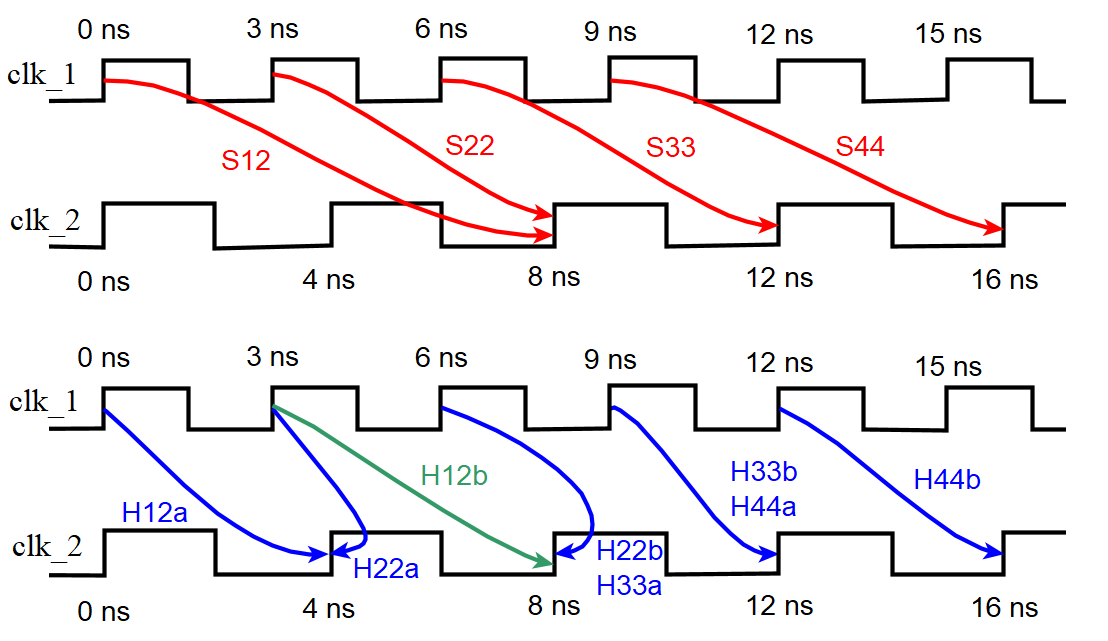 0 ns 3 ns 6 ns 9 ns 12 ns 15 ns
clk_1
S12 S22 S33 S44
clk_2
0 ns 4 ns 8 ns 12 ns 16 ns
0 ns 3 ns 6 ns 9 ns 12 ns 15 ns
clk_1
H12b H33b H44b
H12a H44a
clk_2 H22a H22b
H33a
0 ns 4 ns 8 ns 12 ns 16 ns